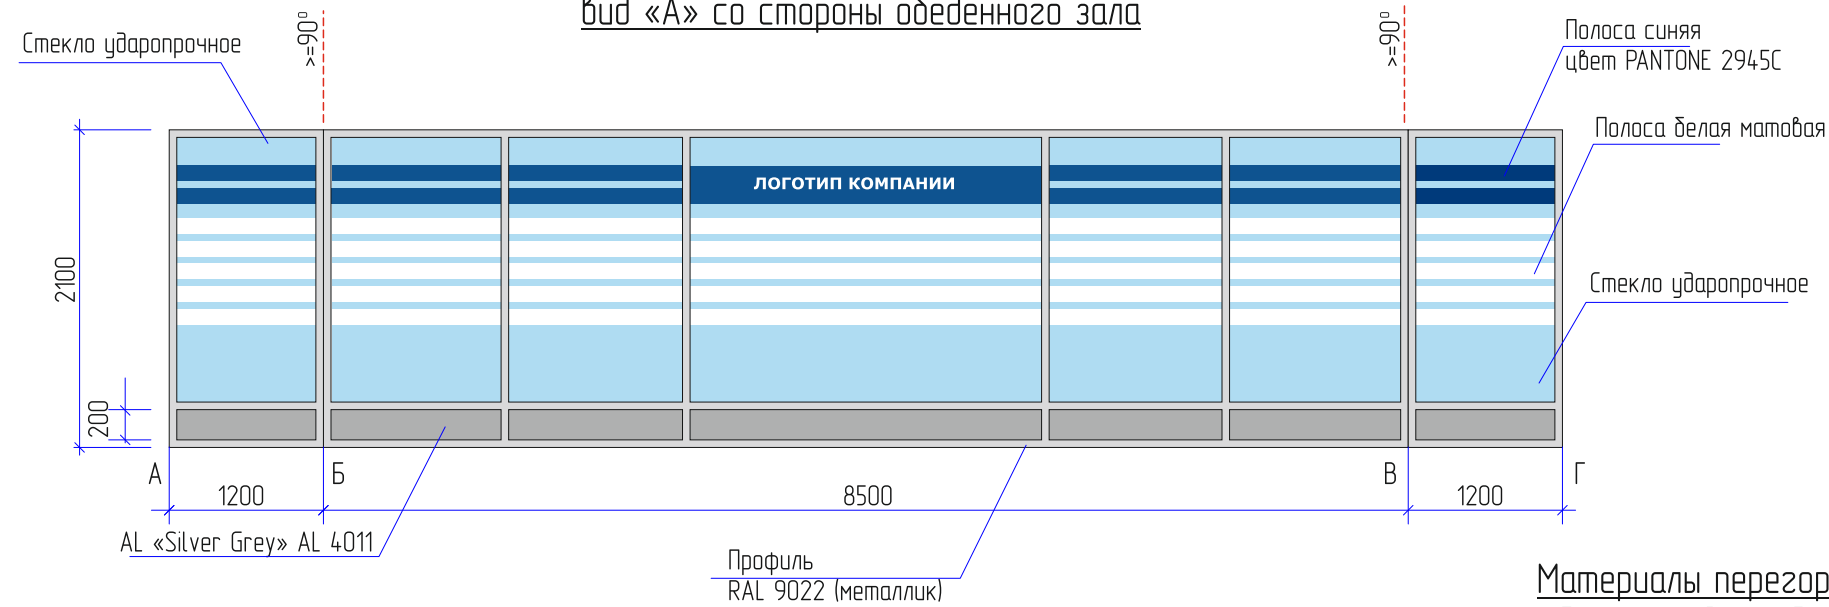 вид «А» со стороны обеденного зала
Стекло ударопрочное
>=90°
>=90°
Полоса синяя
цвет PANTONE 2945C
Полоса белая матовая
ЛОГОТИП КОМПАНИИ
Стекло ударопрочное
2100
200
А
Б
В
Г
1200
8500
1200
AL «Silver Grey» AL 4011
Профиль
RAL 9022 (металлик)
Материалы перегор